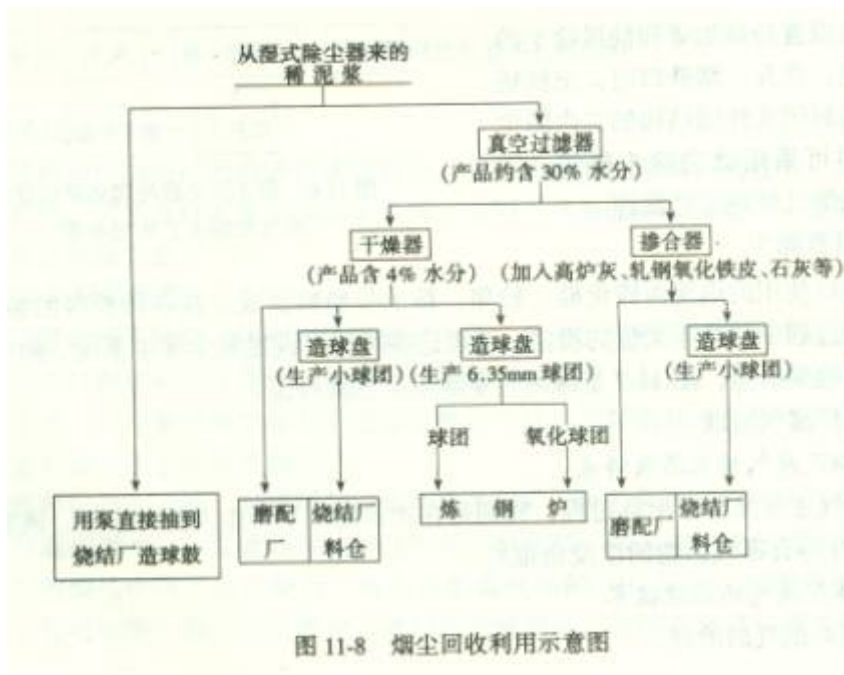 从湿式除尘器来的
稀泥浆
真空过滤器
(产品约含30%水分)
干燥器
(产品含4%水分)
掺合器
(加入高炉灰、轧钢氧化铁皮、石灰等)
造球盘
(生产小球团)
造球盘
(生产6.35mm球团)
造球盘
(生产小球团)
球团
氧化球团
用泵直接抽到
烧结厂造球鼓
磨配
厂
烧结厂
料仓
炼 钢 炉
磨配厂
烧结厂
料仓
图 11-8 烟尘回收利用示意图